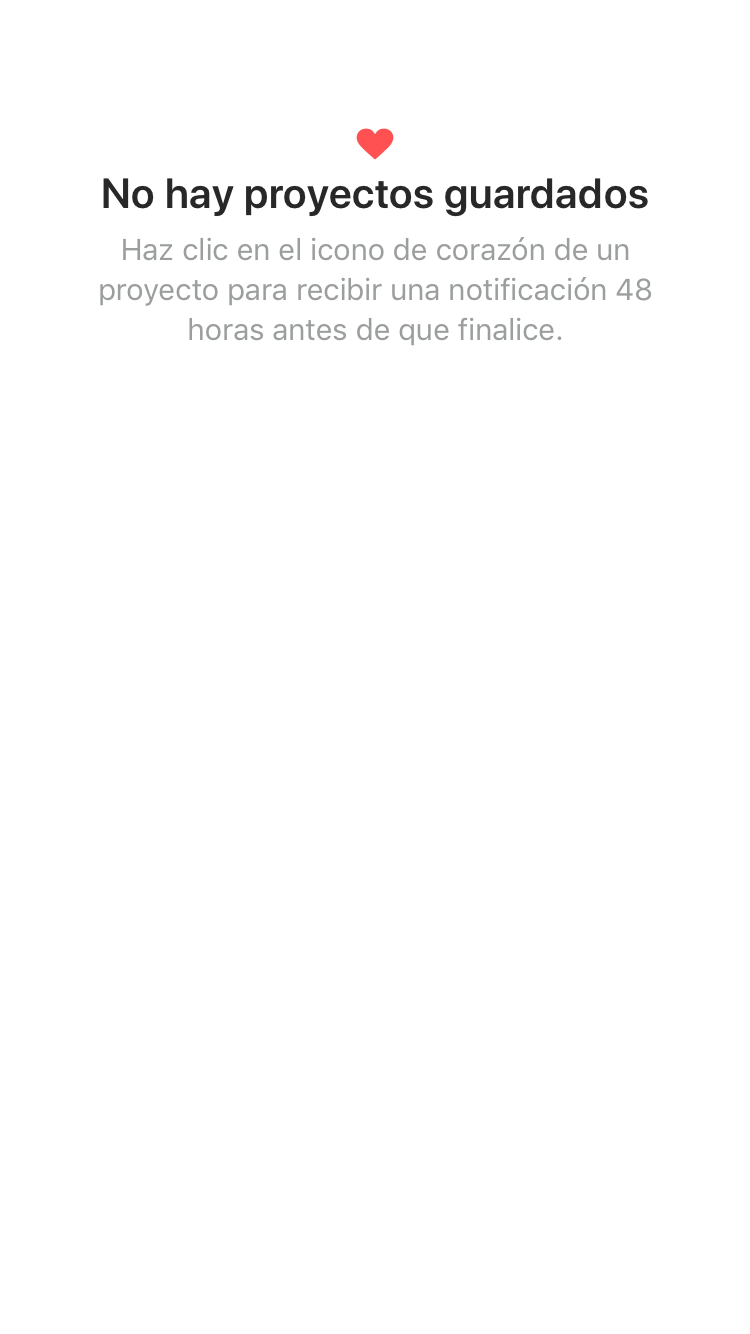 No hay proyectos guardados
Haz clic en el icono de corazón de un
proyecto para recibir una notificación 48
horas antes de que finalice.